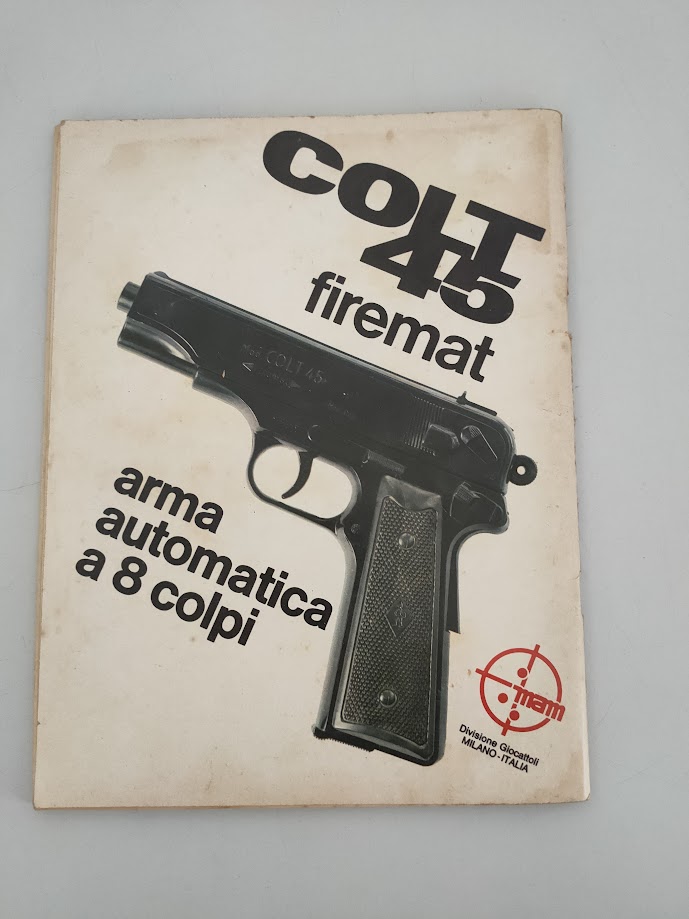 COLT
45
firemat
Mod. COLT 45
arma
automatica
a 8 colpi
mam
Divisione Giocattoli
MILANO - ITALIA